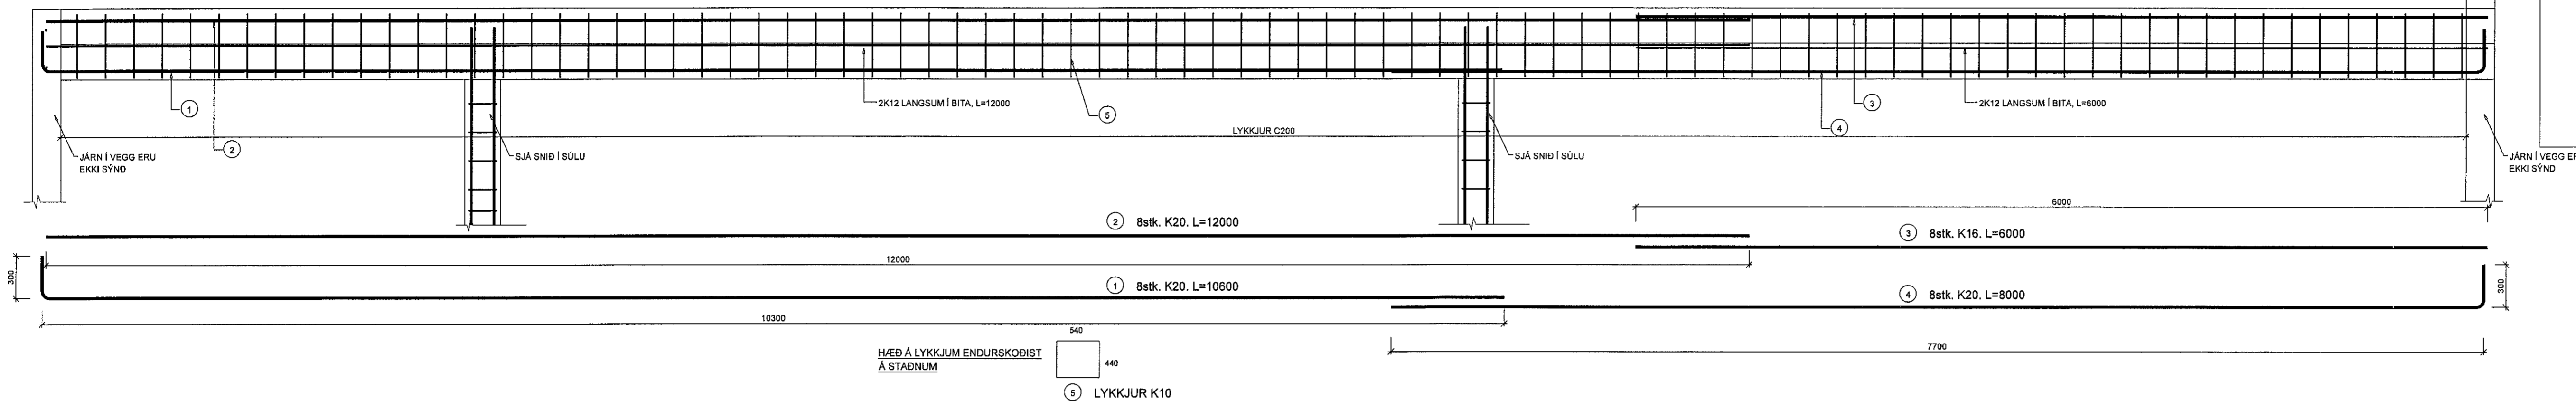 1
2
JÁRN Í VEGG ERU
EKKI SÝND
SJÁ SNIÐ Í SÚLU
2K12 LANGSUM Í BITA, L=12000
5
LYKKJUR C200
SJÁ SNIÐ Í SÚLU
3
2K12 LANGSUM Í BITA, L=6000
4
JÁRN Í VEGG ER
EKKI SÝND
6000
2 8stk. K20. L=12000
3 8stk. K16. L=6000
12000
300
1 8stk. K20. L=10600
4 8stk. K20. L=8000
300
10300
540
HÆÐ Á LYKKJUM ENDURSKOÐIST
Á STAÐNUM
440
7700
5 LYKKJUR K10